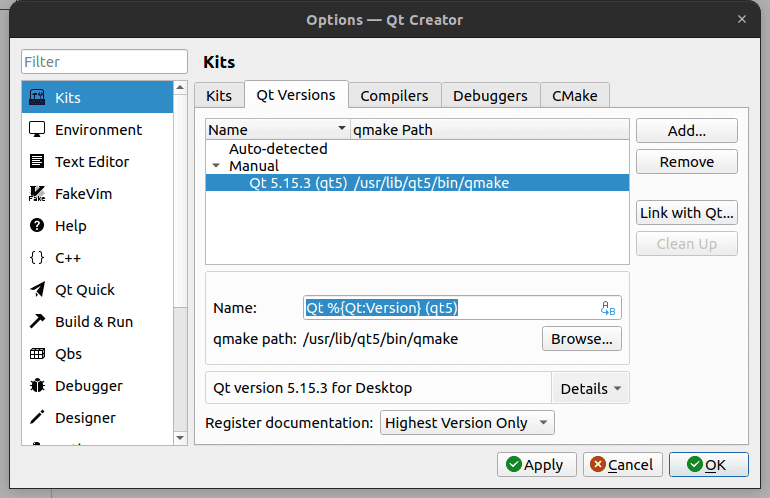 Options — Qt Creator
Filter
Kits
Kits
Environment
Text Editor
FakeVim
Help
C++
Qt Quick
Build & Run
Qbs
Debugger
Designer
Kits
Qt Versions
Compilers
Debuggers
CMake
Name
qmake Path
Auto-detected
Manual
Qt 5.15.3 (qt5) /usr/lib/qt5/bin/qmake
Add...
Remove
Link with Qt...
Clean Up
Name: Qt %{Qt:Version} (qt5)
qmake path: /usr/lib/qt5/bin/qmake
Browse...
Qt version 5.15.3 for Desktop
Details
Register documentation: Highest Version Only
Apply
Cancel
OK